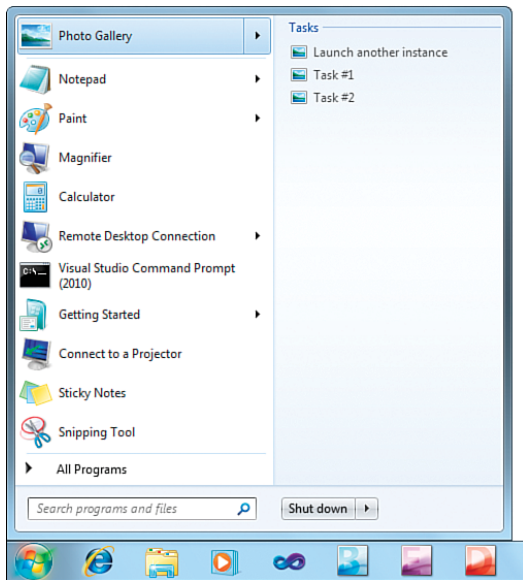 Photo Gallery
Notepad
Paint
Magnifier
Calculator
Remote Desktop Connection
Visual Studio Command Prompt
(2010)
Getting Started
Connect to a Projector
Sticky Notes
Snipping Tool
All Programs
Search programs and files
Tasks
Launch another instance
Task #1
Task #2
Shut down